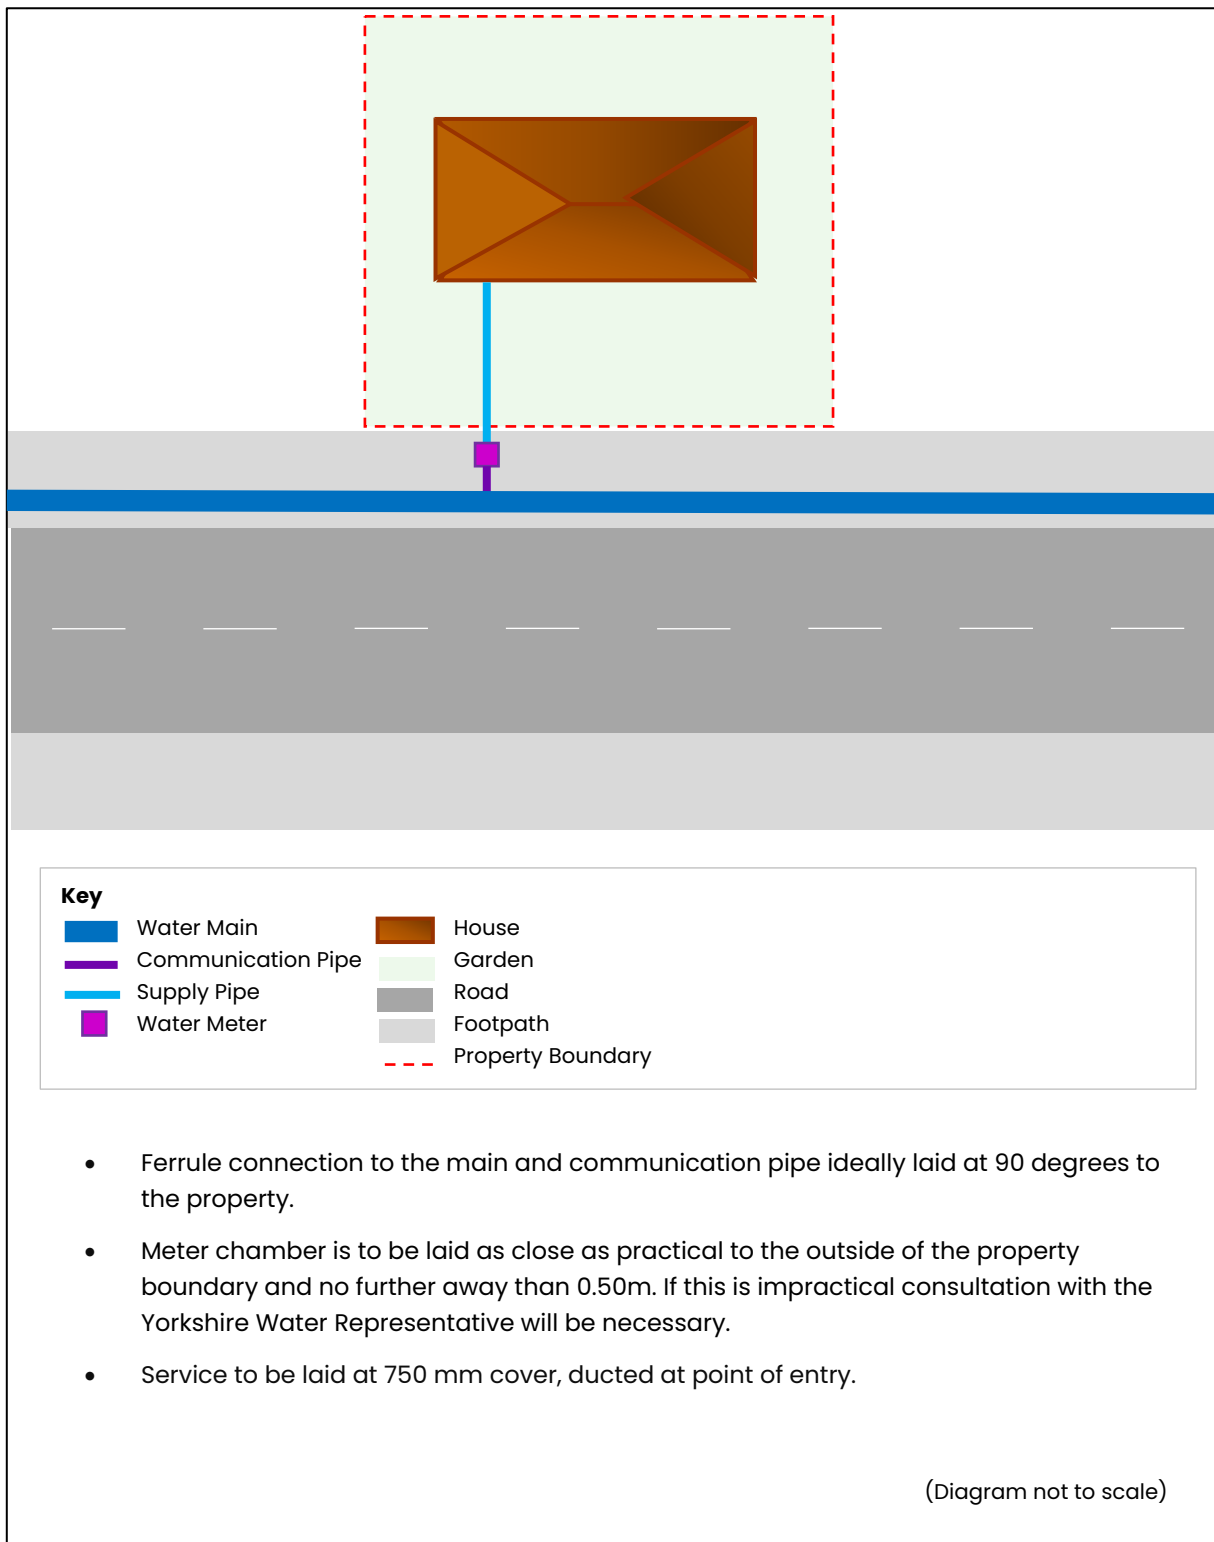 Key
Water Main
Communication Pipe
Supply Pipe
Water Meter
House
Garden
Road
Footpath
Property Boundary
• Ferrule connection to the main and communication pipe ideally laid at 90 degrees to
the property.
• Meter chamber is to be laid as close as practical to the outside of the property
boundary and no further away than 0.50m. If this is impractical consultation with the
Yorkshire Water Representative will be necessary.
• Service to be laid at 750 mm cover, ducted at point of entry.
(Diagram not to scale)